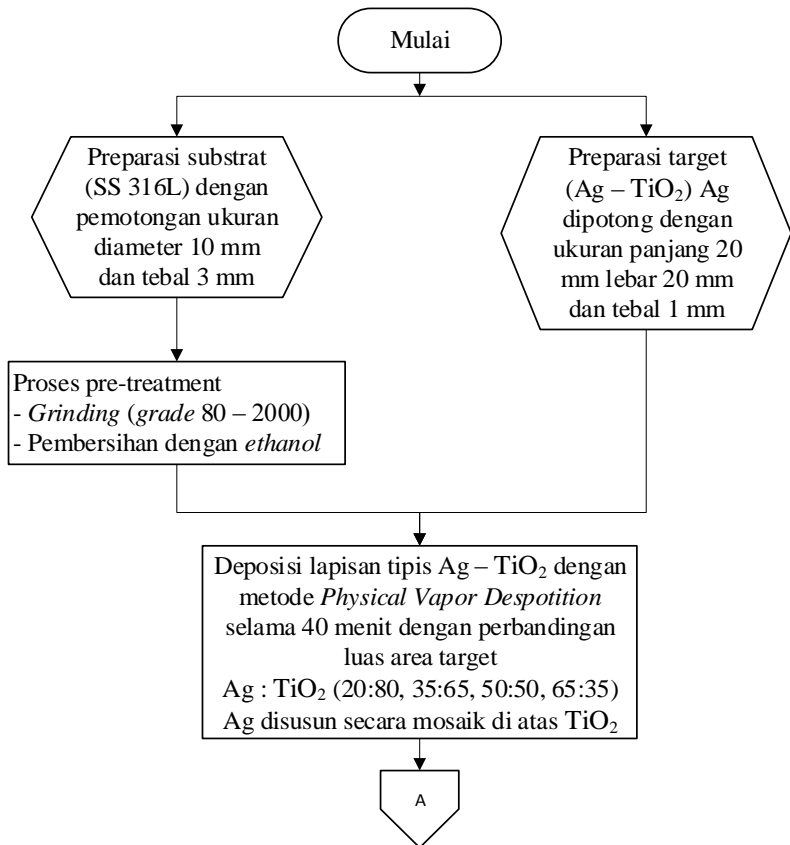 Mulai
Preparasi substrat
(SS 316L) dengan
pemotongan ukuran
diameter 10 mm
dan tebal 3 mm
Preparasi target
(Ag – TiO₂) Ag
dipotong dengan
ukuran panjang 20
mm lebar 20 mm
dan tebal 1 mm
Proses pre-treatment
- Grinding (grade 80 – 2000)
- Pembersihan dengan ethanol
Deposisi lapisan tipis Ag – TiO₂ dengan
metode Physical Vapor Despotition
selama 40 menit dengan perbandingan
luas area target
Ag : TiO₂ (20:80, 35:65, 50:50, 65:35)
Ag disusun secara mosaik di atas TiO₂
A